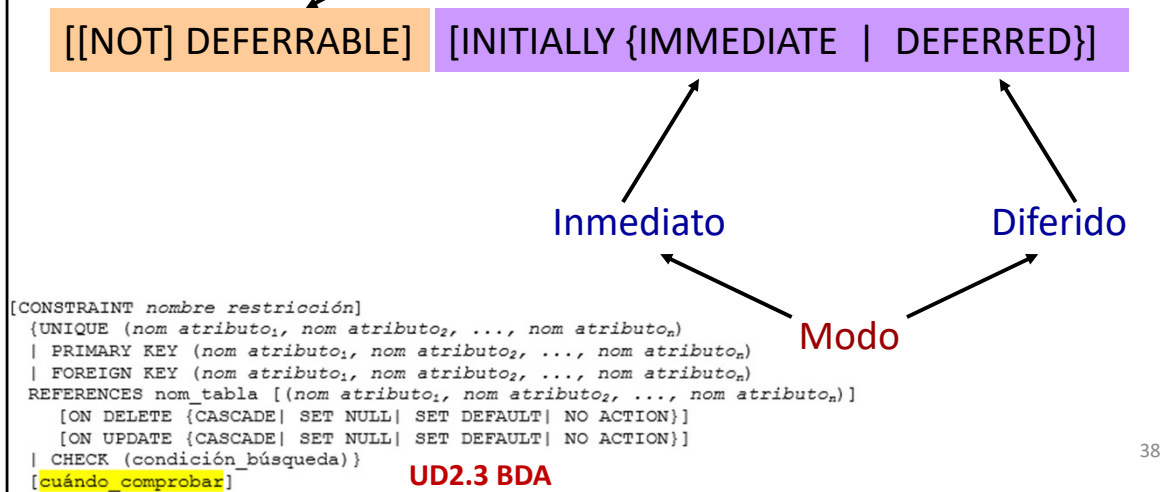 [[NOT] DEFERRABLE] [INITIALLY {IMMEDIATE | DEFERRED}]
Inmediato Diferido
Modo
[CONSTRAINT nombre restricción]
{UNIQUE (nom atributo₁, nom atributo₂, ..., nom atributoₙ)
| PRIMARY KEY (nom atributo₁, nom atributo₂, ..., nom atributoₙ)
| FOREIGN KEY (nom atributo₁, nom atributo₂, ..., nom atributoₙ)
REFERENCES nom_tabla [(nom atributo₁, nom atributo₂, ..., nom atributoₙ)]
[ON DELETE {CASCADE| SET NULL| SET DEFAULT| NO ACTION}]
[ON UPDATE {CASCADE| SET NULL| SET DEFAULT| NO ACTION}]
| CHECK (condición_búsqueda)}
[cuándo_comprobar]
UD2.3 BDA
38